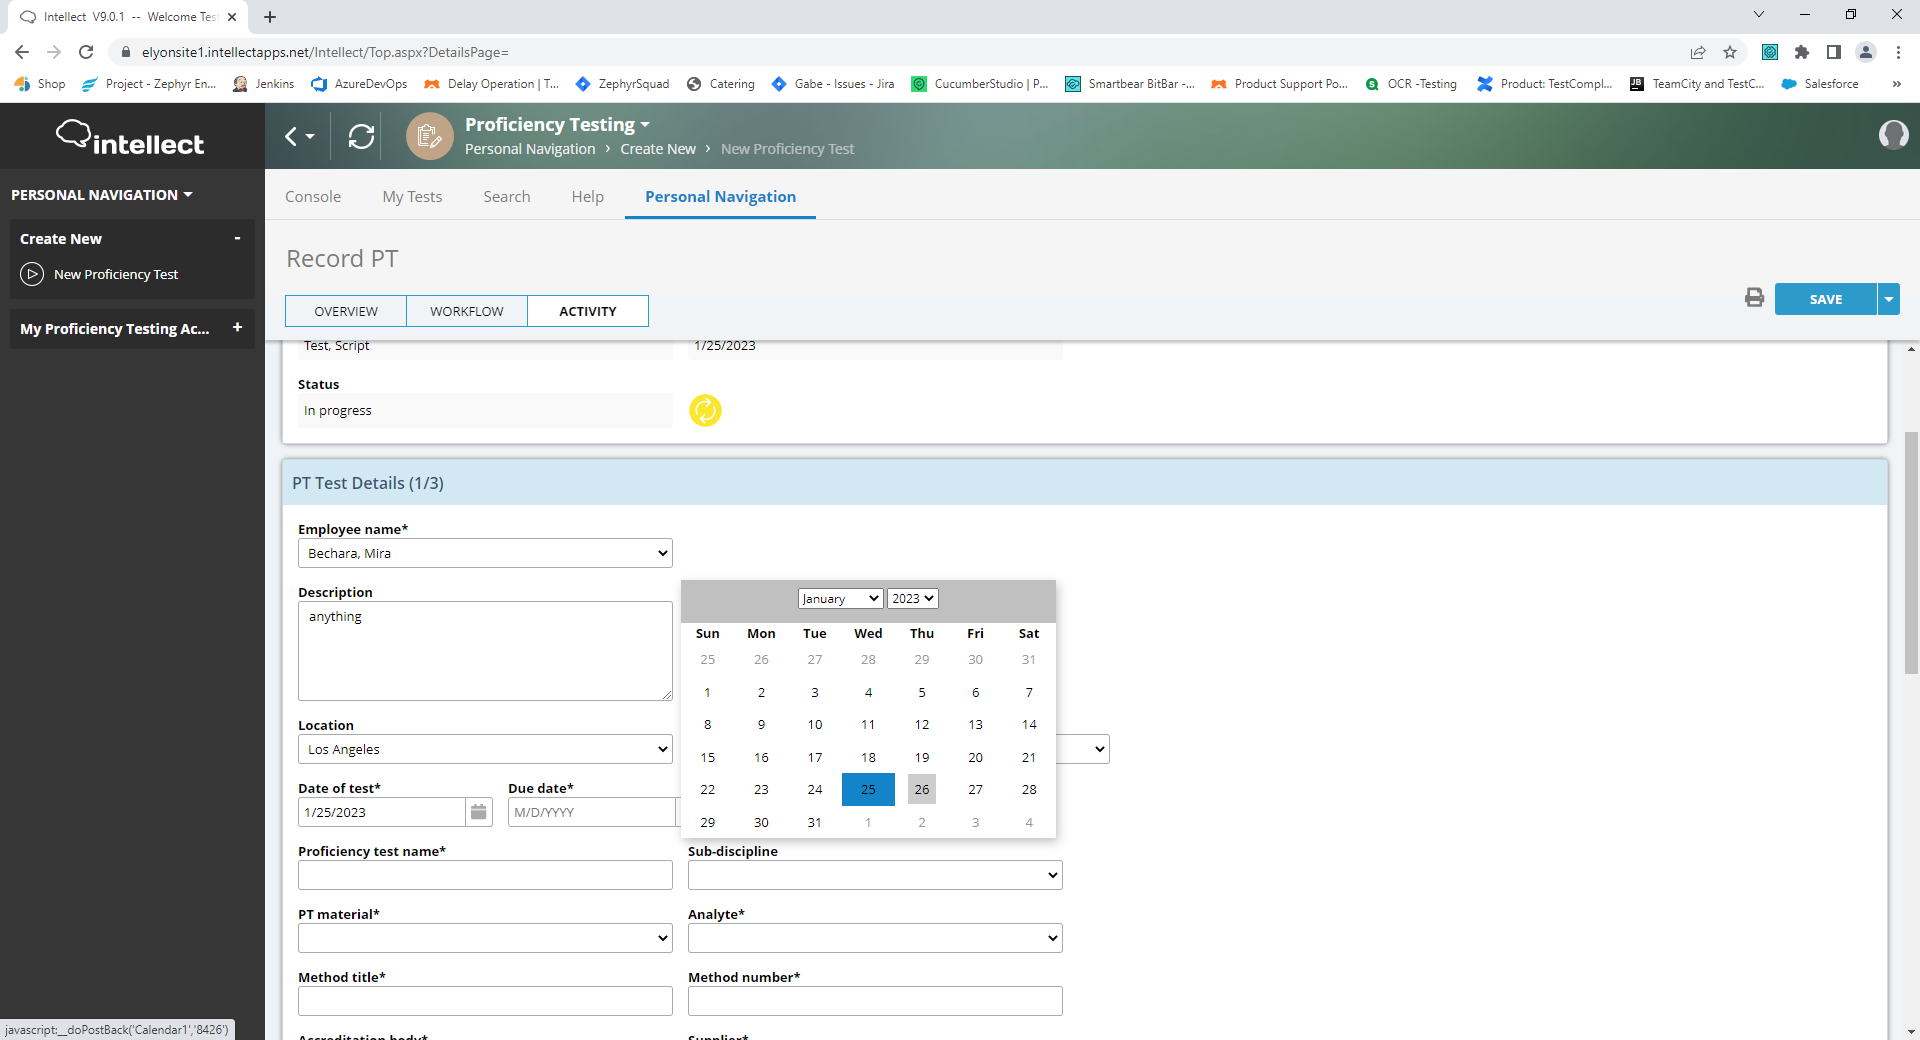 Intellect  V9.0.1  --  Welcome Tes
elyonsite1.intellectapps.net/Intellect/Top.aspx?DetailsPage=
Shop
Project - Zephyr En...
Jenkins
AzureDevOps
Delay Operation | T...
ZephyrSquad
Catering
Gabe - Issues - Jira
CucumberStudio | P...
Smartbear BitBar -...
Product Support Po...
OCR -Testing
Product: TestCompl...
TeamCity and TestC...
Salesforce
»
intellect
Proficiency Testing
Personal Navigation › Create New › New Proficiency Test
PERSONAL NAVIGATION
Create New -
New Proficiency Test
My Proficiency Testing Ac... +
Console
My Tests
Search
Help
Personal Navigation
Record PT
OVERVIEW
WORKFLOW
ACTIVITY
SAVE
Test, Script
1/25/2023
Status
In progress
PT Test Details (1/3)
Employee name*
Bechara, Mira
Description
anything
January 2023
Sun Mon Tue Wed Thu Fri Sat
25 26 27 28 29 30 31
1 2 3 4 5 6 7
8 9 10 11 12 13 14
15 16 17 18 19 20 21
22 23 24 25 26 27 28
29 30 31 1 2 3 4
Location
Los Angeles
Date of test*
1/25/2023
Due date*
M/D/YYYY
Proficiency test name*
Sub-discipline
PT material*
Analyte*
Method title*
Method number*
Accreditation body*
Supplier*
javascript:__doPostBack('Calendar1','8426')